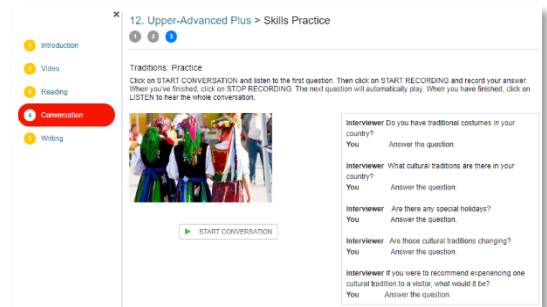 ×
12. Upper-Advanced Plus > Skills Practice
1 2 3
1 Introduction
2 Video
3 Reading
4 Conversation
5 Writing
Traditions: Practice
Click on START CONVERSATION and listen to the first question. Then click on START RECORDING and record your answer.
When you've finished, click on STOP RECORDING. The next question will automatically play. When you have finished, click on
LISTEN to hear the whole conversation.
START CONVERSATION
Interviewer Do you have traditional costumes in your
country?
You Answer the question.
Interviewer What cultural traditions are there in your
country?
You Answer the question.
Interviewer Are there any special holidays?
You Answer the question.
Interviewer Are those cultural traditions changing?
You Answer the question.
Interviewer If you were to recommend experiencing one
cultural tradition to a visitor, what would it be?
You Answer the question.